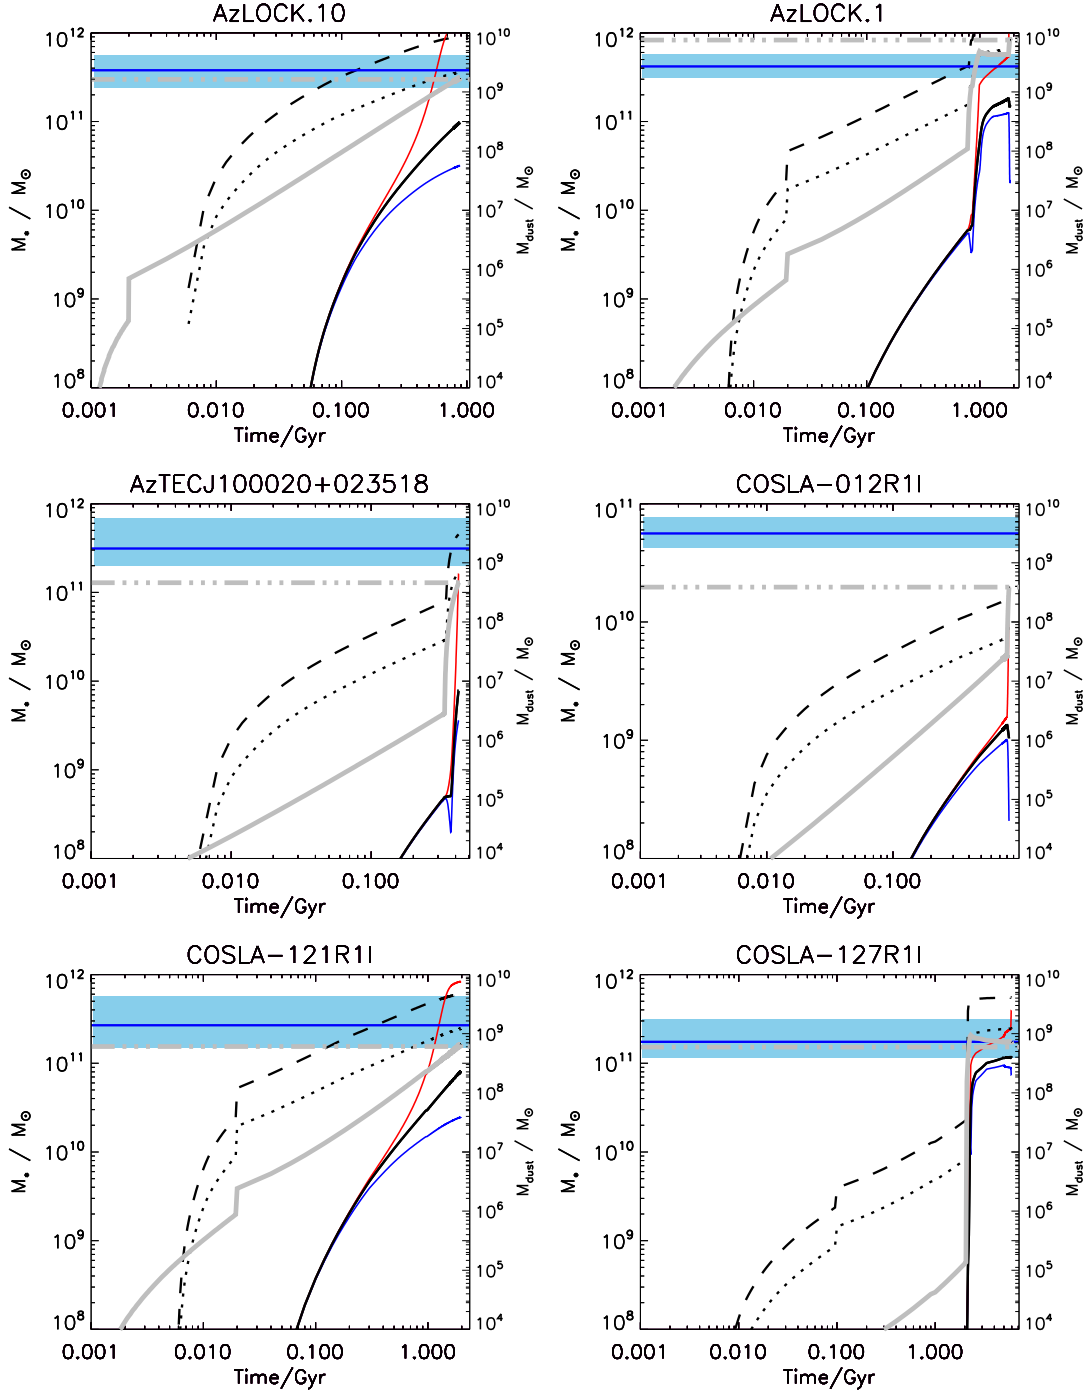 AzLOCK.10
AzLOCK.1
10¹² 10¹¹ 10¹⁰ 10⁹ 10⁸
M⁎ / M⊙
10¹⁰ 10⁹ 10⁸ 10⁷ 10⁶ 10⁵ 10⁴
M_dust / M⊙
0.001 0.010 0.100 1.000
Time/Gyr
10¹² 10¹¹ 10¹⁰ 10⁹ 10⁸
M⁎ / M⊙
10¹⁰ 10⁹ 10⁸ 10⁷ 10⁶ 10⁵ 10⁴
M_dust / M⊙
0.001 0.010 0.100 1.000
Time/Gyr
AzTECJ100020+023518
COSLA-012R1I
10¹² 10¹¹ 10¹⁰ 10⁹ 10⁸
M⁎ / M⊙
10¹⁰ 10⁹ 10⁸ 10⁷ 10⁶ 10⁵ 10⁴
M_dust / M⊙
0.001 0.010 0.100
Time/Gyr
10¹¹ 10¹⁰ 10⁹ 10⁸
M⁎ / M⊙
10¹⁰ 10⁹ 10⁸ 10⁷ 10⁶ 10⁵ 10⁴
M_dust / M⊙
0.001 0.010 0.100
Time/Gyr
COSLA-121R1I
COSLA-127R1I
10¹² 10¹¹ 10¹⁰ 10⁹ 10⁸
M⁎ / M⊙
10¹⁰ 10⁹ 10⁸ 10⁷ 10⁶ 10⁵ 10⁴
M_dust / M⊙
0.001 0.010 0.100 1.000
Time/Gyr
10¹² 10¹¹ 10¹⁰ 10⁹ 10⁸
M⁎ / M⊙
10¹⁰ 10⁹ 10⁸ 10⁷ 10⁶ 10⁵ 10⁴
M_dust / M⊙
0.001 0.010 0.100 1.000
Time/Gyr